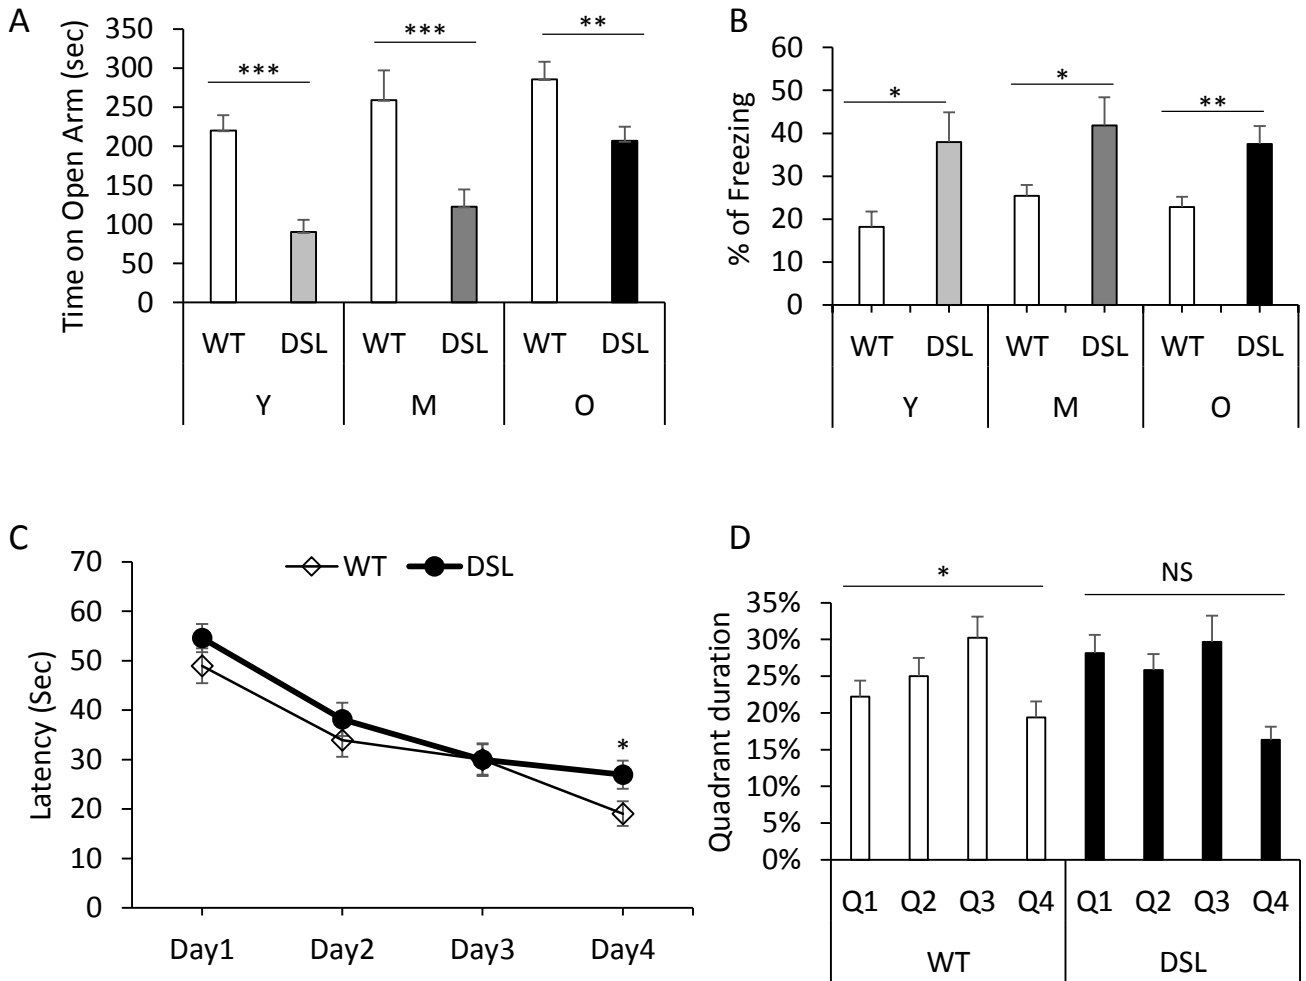 A
Time on Open Arm (sec)
350
300
250
200
150
100
50
0
***
***
**
WT DSL WT DSL WT DSL
Y M O
B
% of Freezing
60
50
40
30
20
10
0
*
*
**
WT DSL WT DSL WT DSL
Y M O
C
Latency (Sec)
70
60
50
40
30
20
10
0
WT DSL
*
Day1 Day2 Day3 Day4
D
Quadrant duration
35%
30%
25%
20%
15%
10%
5%
0%
*
NS
Q1 Q2 Q3 Q4 Q1 Q2 Q3 Q4
WT DSL